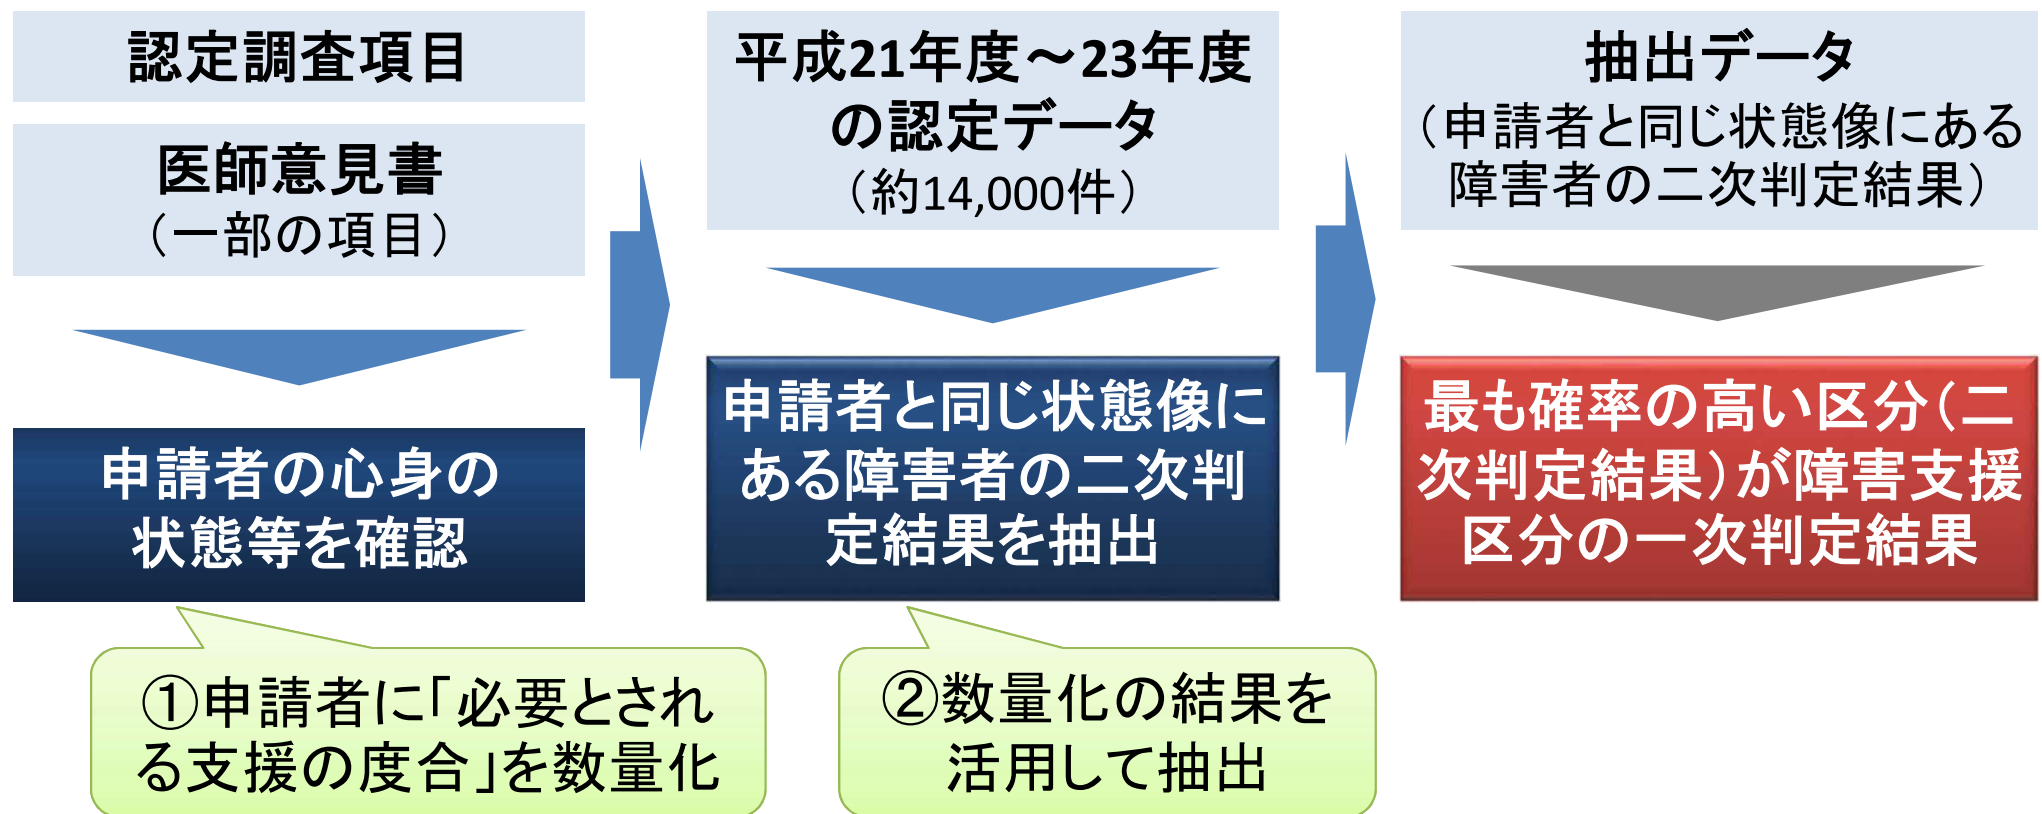 認定調査項目
医師意見書
（一部の項目）
申請者の心身の
状態等を確認
①申請者に「必要とされ
る支援の度合」を数量化
平成21年度～23年度
の認定データ
（約14,000件）
申請者と同じ状態像に
ある障害者の二次判
定結果を抽出
②数量化の結果を
活用して抽出
抽出データ
（申請者と同じ状態像にある
障害者の二次判定結果）
最も確率の高い区分（二
次判定結果）が障害支援
区分の一次判定結果